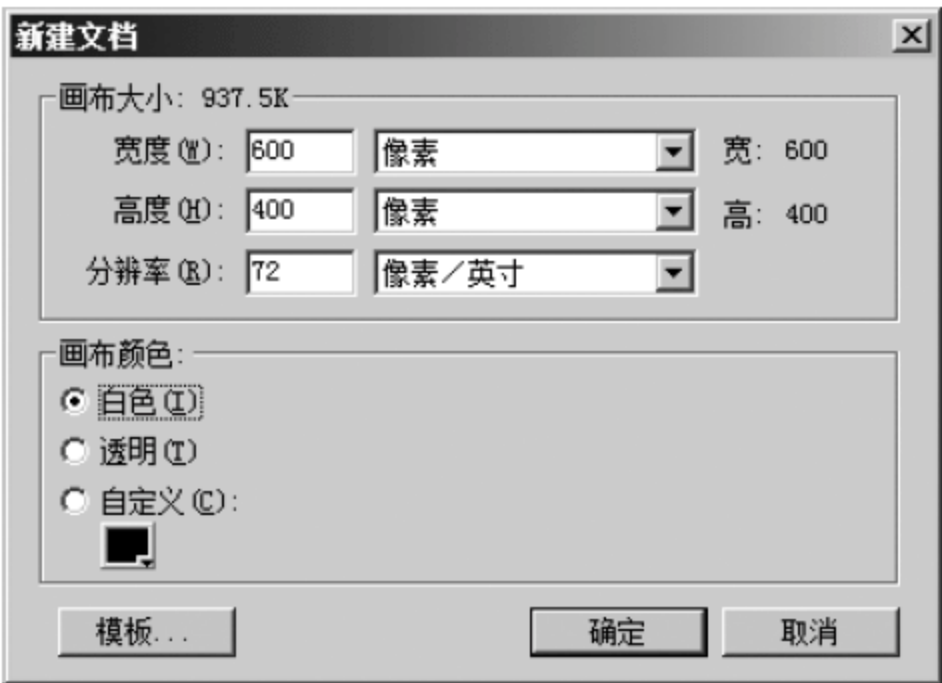 新建文档
画布大小: 937.5K
宽度(W): 600 像素 宽: 600
高度(H): 400 像素 高: 400
分辨率(R): 72 像素/英寸
画布颜色:
白色(I)
透明(T)
自定义(C):
模板... 确定 取消